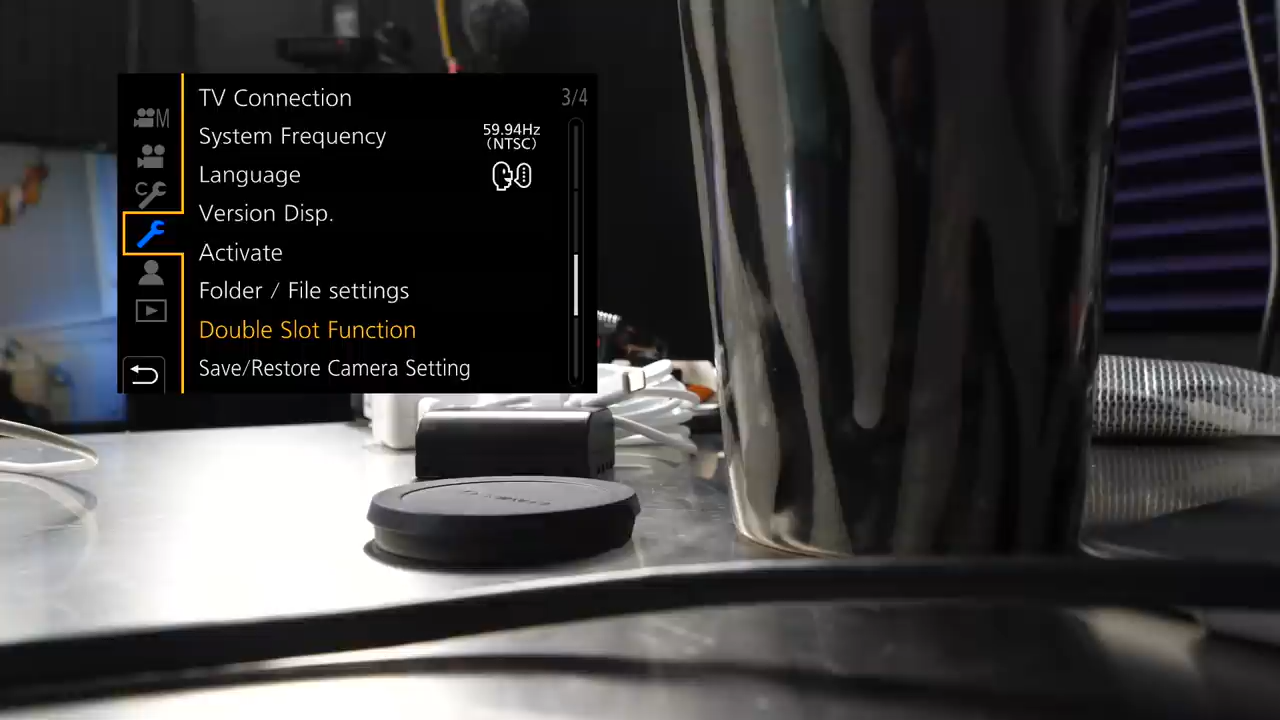 TV Connection
3/4
System Frequency
59.94Hz
(NTSC)
Language
Version Disp.
Activate
Folder / File settings
Double Slot Function
Save/Restore Camera Setting
M
C